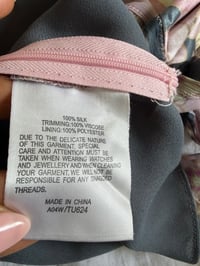 100% SILK
TRIMMING:100% VISCOSE
LINING:100% POLYESTER
DUE TO THE DELICATE NATURE
OF THIS GARMENT, SPECIAL
CARE AND ATTENTION MUST BE
TAKEN WHEN WEARING WATCHES
AND JEWELLERY AND WHEN CLEANING
YOUR GARMENT, WE WILL NOT BE
RESPONSIBLE FOR ANY SNAGGED
THREADS.
MADE IN CHINA
A04W/TU624